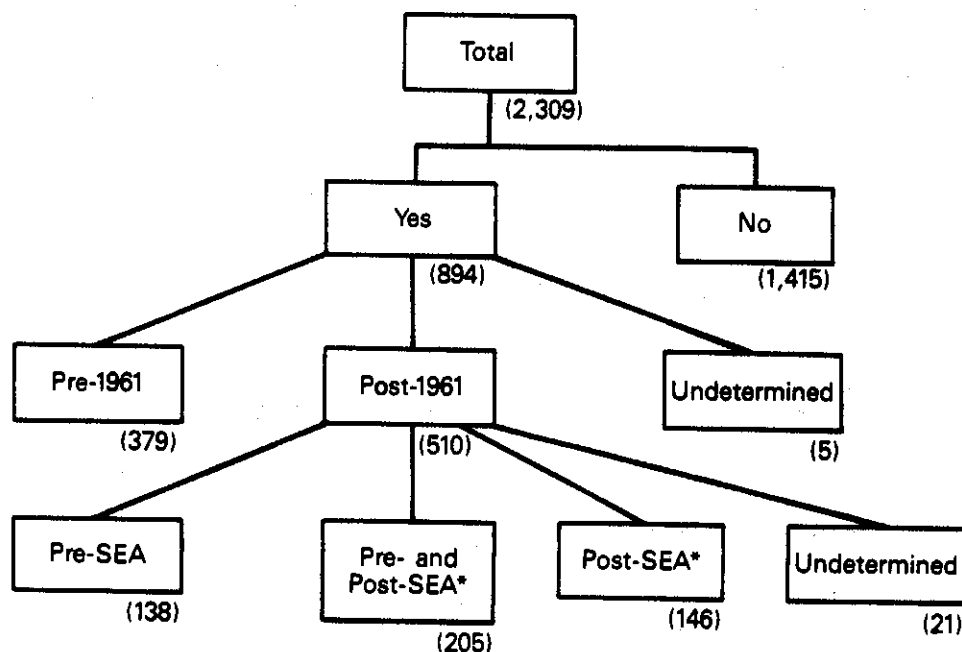 Total
(2,309)
Yes
No
(894)
(1,415)
Pre-1961
Post-1961
Undetermined
(379)
(510)
(5)
Pre-SEA
Pre- and
Post-SEA*
Post-SEA*
Undetermined
(138)
(205)
(146)
(21)